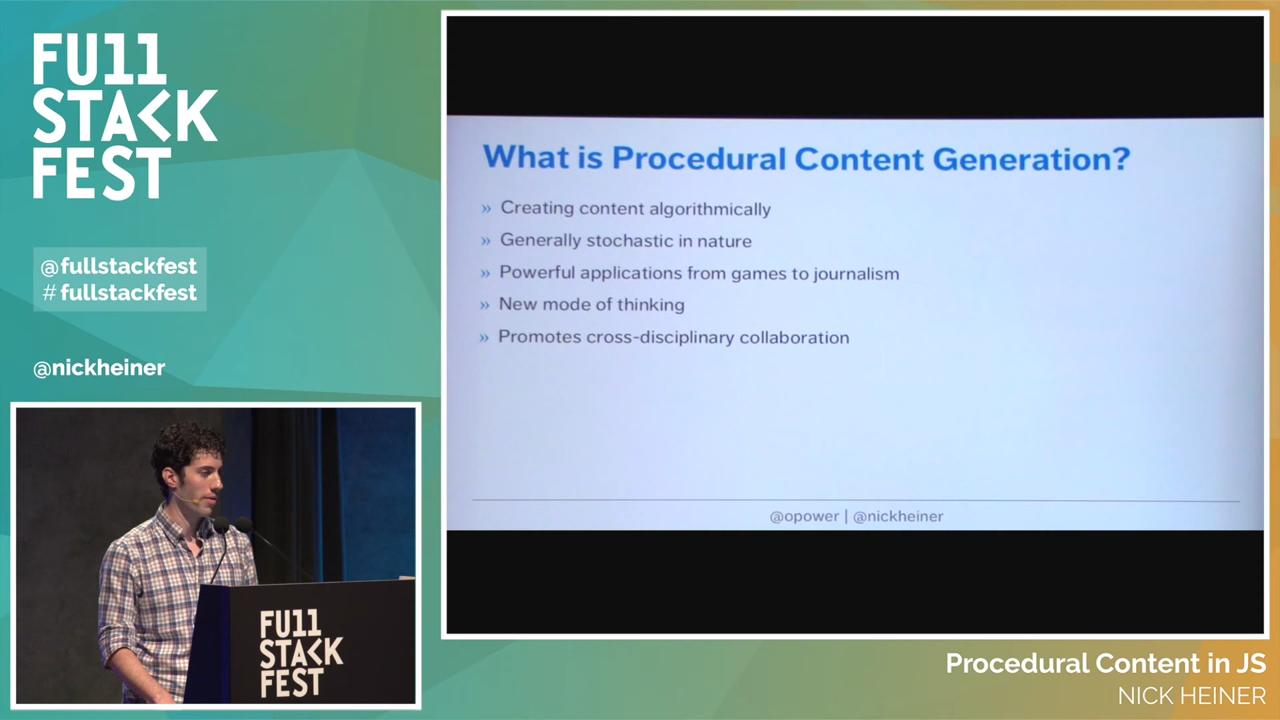 FU11
STACK
FEST
@fullstackfest
# fullstackfest
@nickheiner
What is Procedural Content Generation?
» Creating content algorithmically
» Generally stochastic in nature
» Powerful applications from games to journalism
» New mode of thinking
» Promotes cross-disciplinary collaboration
@opower | @nickheiner
FU11
STACK
FEST
Procedural Content in JS
NICK HEINER